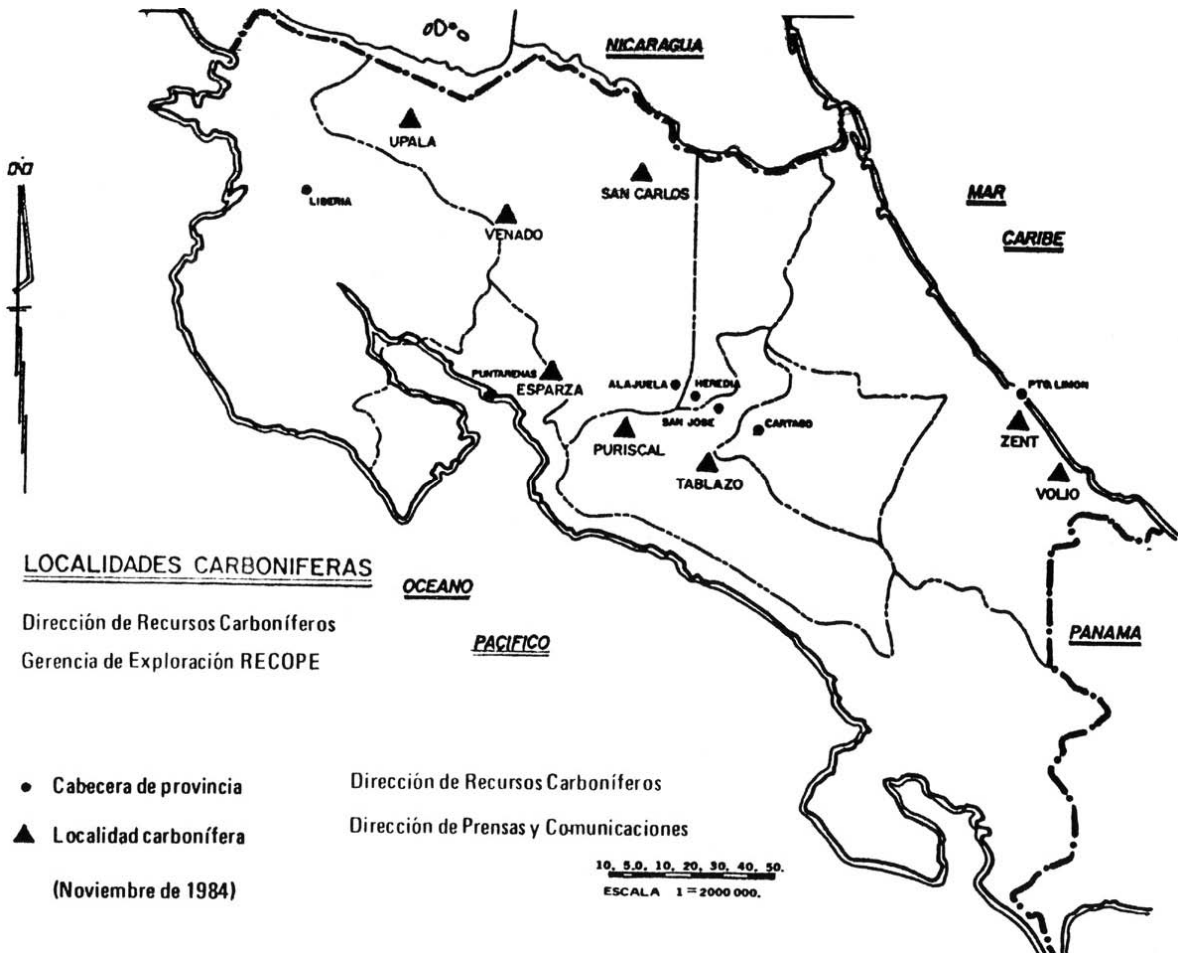 NICARAGUA
UPALA
SAN CARLOS
LIBERIA
MAR
CARIBE
VENADO
PUNTARENAS
ESPARZA
ALAJUELA
HEREDIA
SAN JOSE
CARTAGO
PURISCAL
TABLAZO
PTO. LIMON
ZENT
VOLIO
LOCALIDADES CARBONIFERAS
OCEANO
PACIFICO
PANAMA
Dirección de Recursos Carboníferos
Gerencia de Exploración RECOPE
Cabecera de provincia
Localidad carbonífera
(Noviembre de 1984)
Dirección de Recursos Carboníferos
Dirección de Prensas y Comunicaciones
10, 5.0, 10, 20, 30, 40, 50.
ESCALA 1=2000 000.